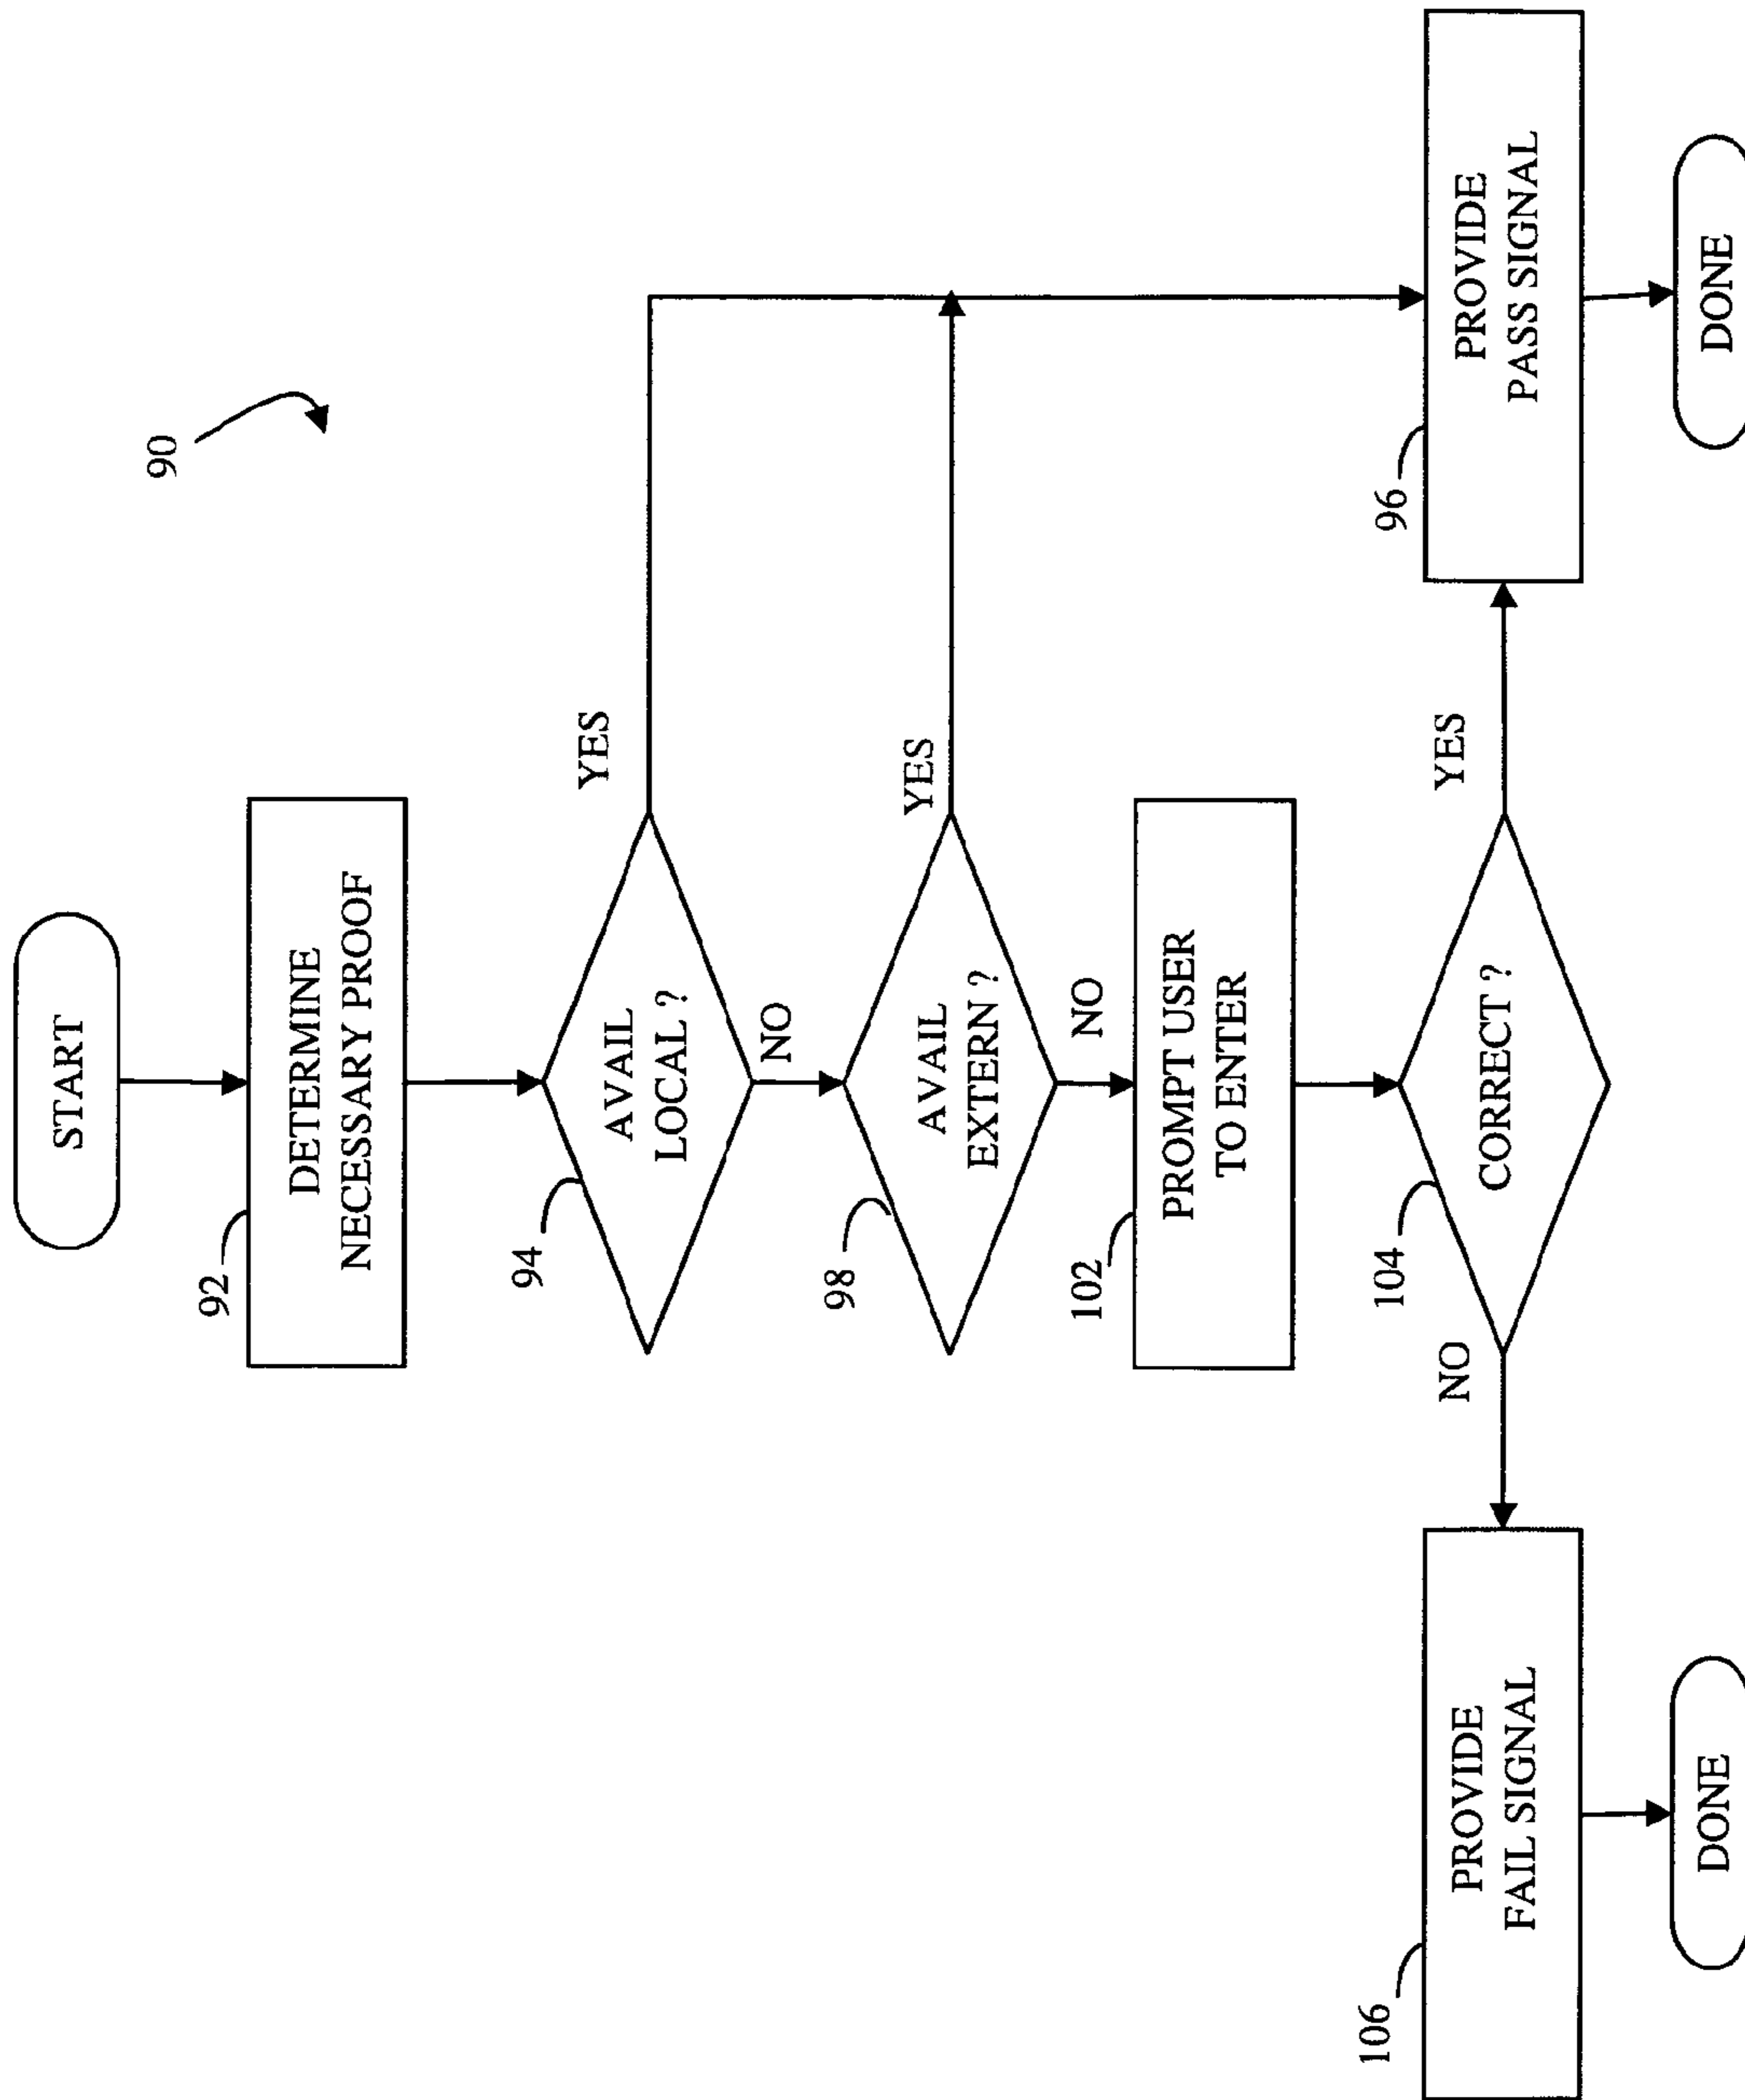 90
START
92
DETERMINE
NECESSARY PROOF
94
AVAIL
LOCAL ?
YES
NO
98
AVAIL
EXTERN ?
YES
NO
102
PROMPT USER
TO ENTER
104
CORRECT ?
NO
YES
106
PROVIDE
FAIL SIGNAL
96
PROVIDE
PASS SIGNAL
DONE
DONE